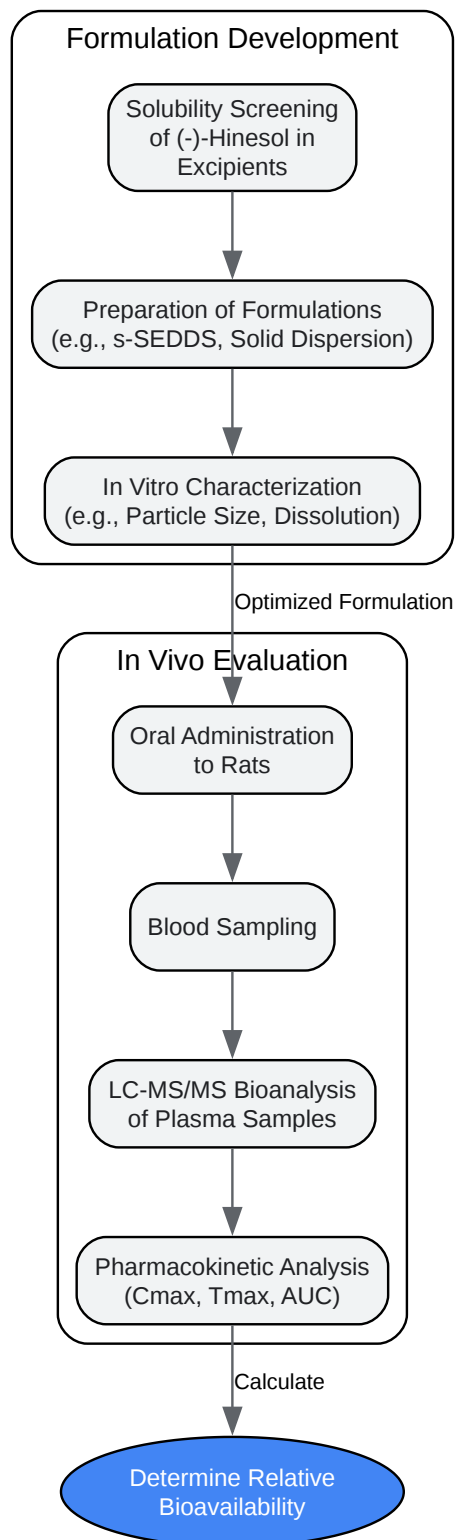 Formulation Development
Solubility Screening
of (-)-Hinesol in
Excipients
Preparation of Formulations
(e.g., s-SEDDS, Solid Dispersion)
In Vitro Characterization
(e.g., Particle Size, Dissolution)
Optimized Formulation
In Vivo Evaluation
Oral Administration
to Rats
Blood Sampling
LC-MS/MS Bioanalysis
of Plasma Samples
Pharmacokinetic Analysis
(Cmax, Tmax, AUC)
Calculate
Determine Relative
Bioavailability